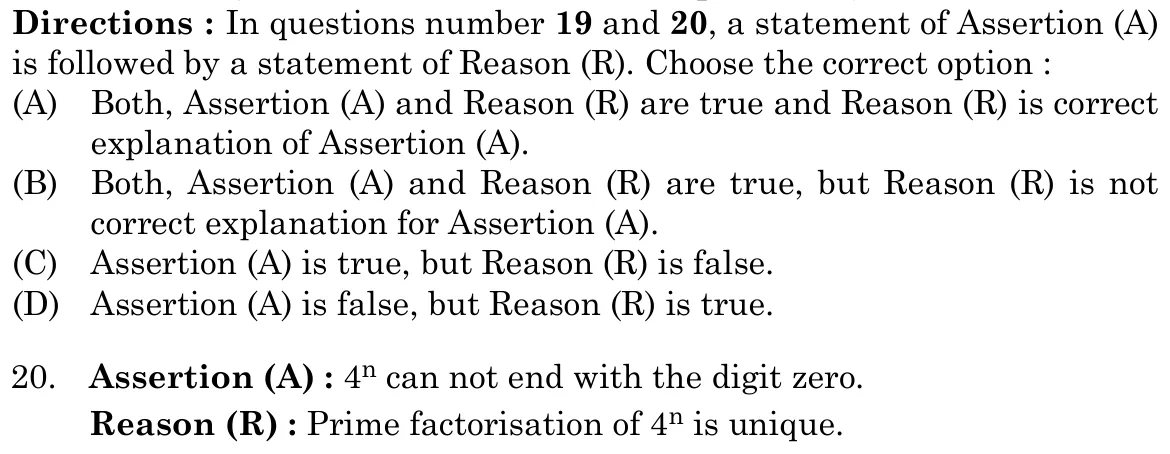 Directions : In questions number 19 and 20, a statement of Assertion (A)
is followed by a statement of Reason (R). Choose the correct option :
(A) Both, Assertion (A) and Reason (R) are true and Reason (R) is correct
explanation of Assertion (A).
(B) Both, Assertion (A) and Reason (R) are true, but Reason (R) is not
correct explanation for Assertion (A).
(C) Assertion (A) is true, but Reason (R) is false.
(D) Assertion (A) is false, but Reason (R) is true.
20. Assertion (A) : 4ⁿ can not end with the digit zero.
Reason (R) : Prime factorisation of 4ⁿ is unique.